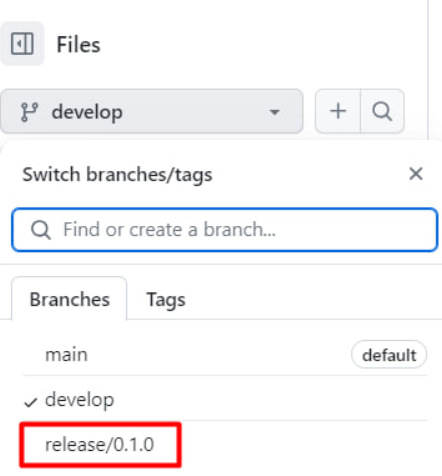 Files
develop
Switch branches/tags
Find or create a branch...
Branches Tags
main default
develop
release/0.1.0